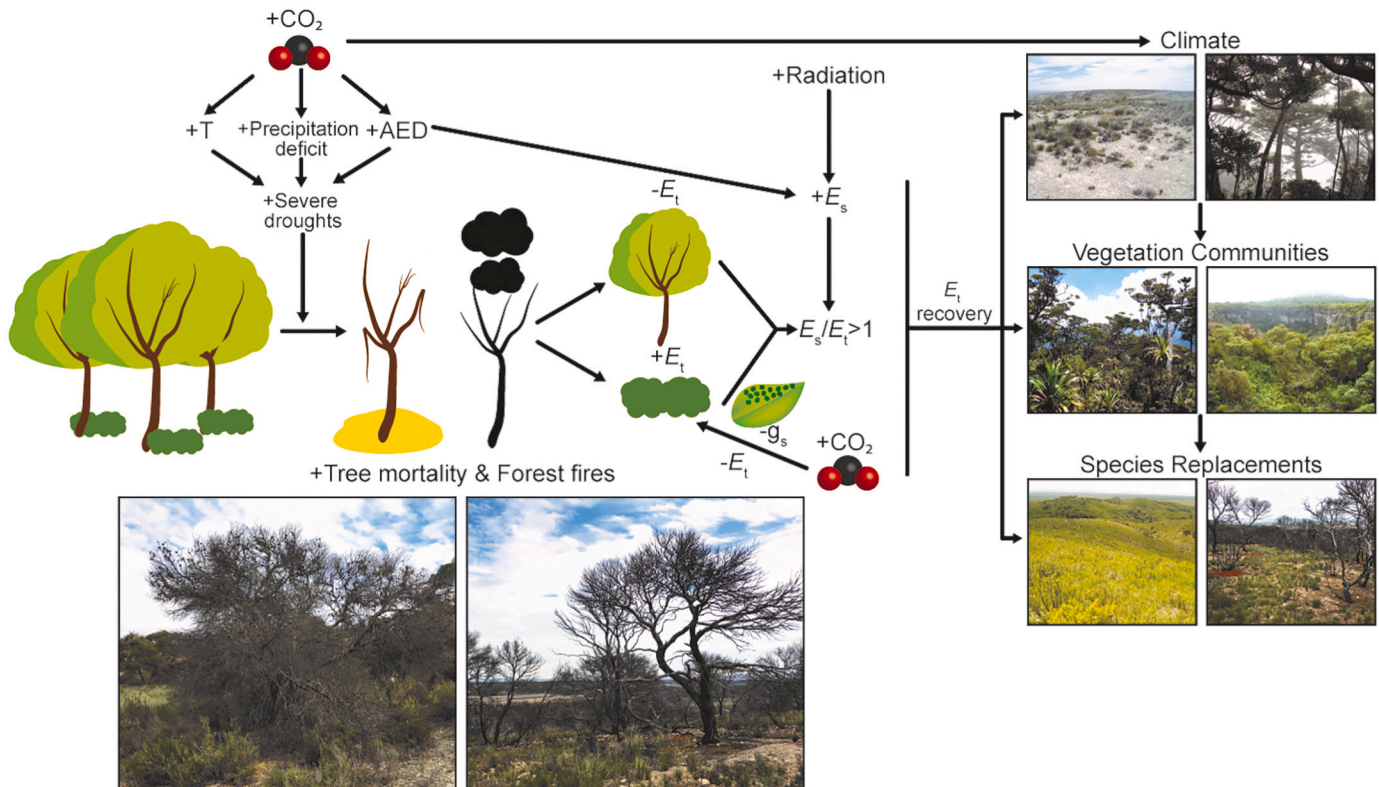 +CO₂
Climate
+Radiation
+T
+Precipitation
deficit
+AED
+Severe
droughts
-Eₜ
+Eₛ
Vegetation Communities
Eₜ
recovery
Eₛ/Eₜ>1
+Eₜ
-gₛ
+CO₂
-Eₜ
+Tree mortality & Forest fires
Species Replacements